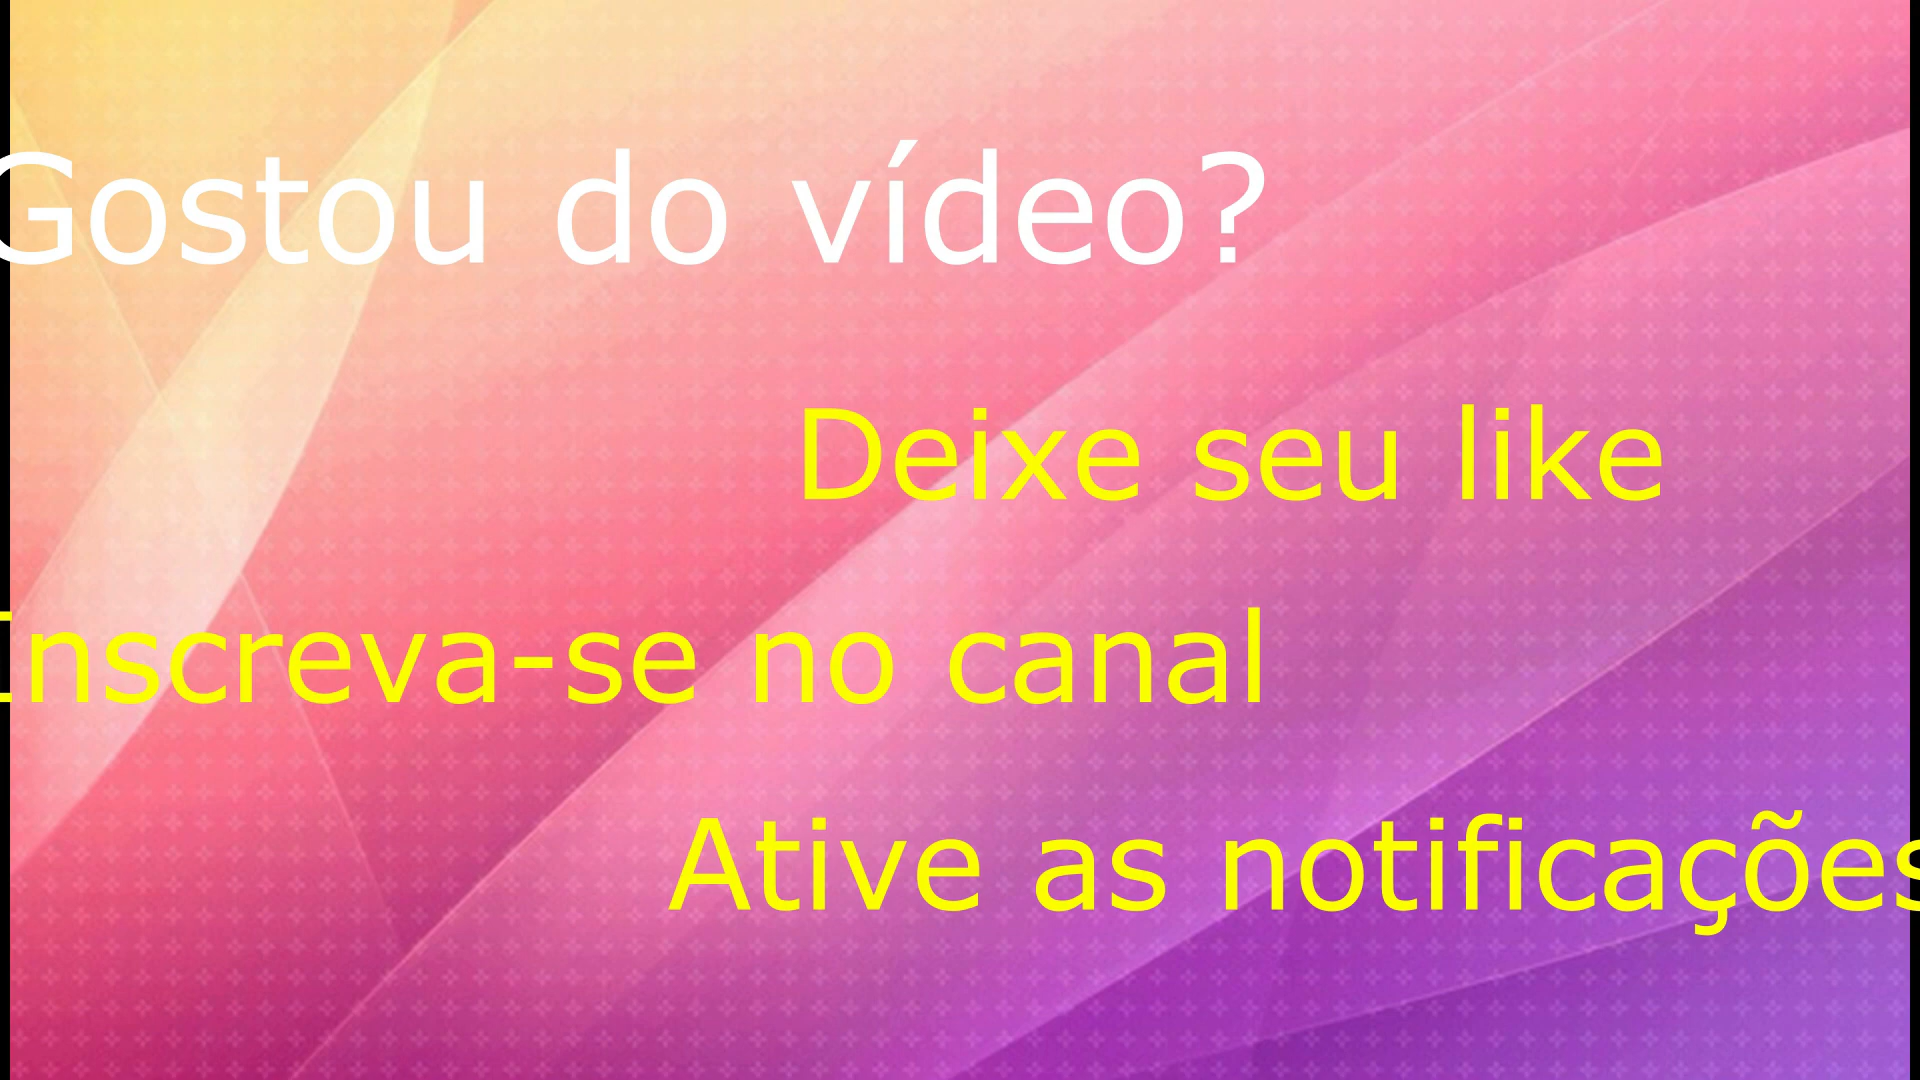 Gostou do vídeo?
Deixe seu like
Inscreva-se no canal
Ative as notificações